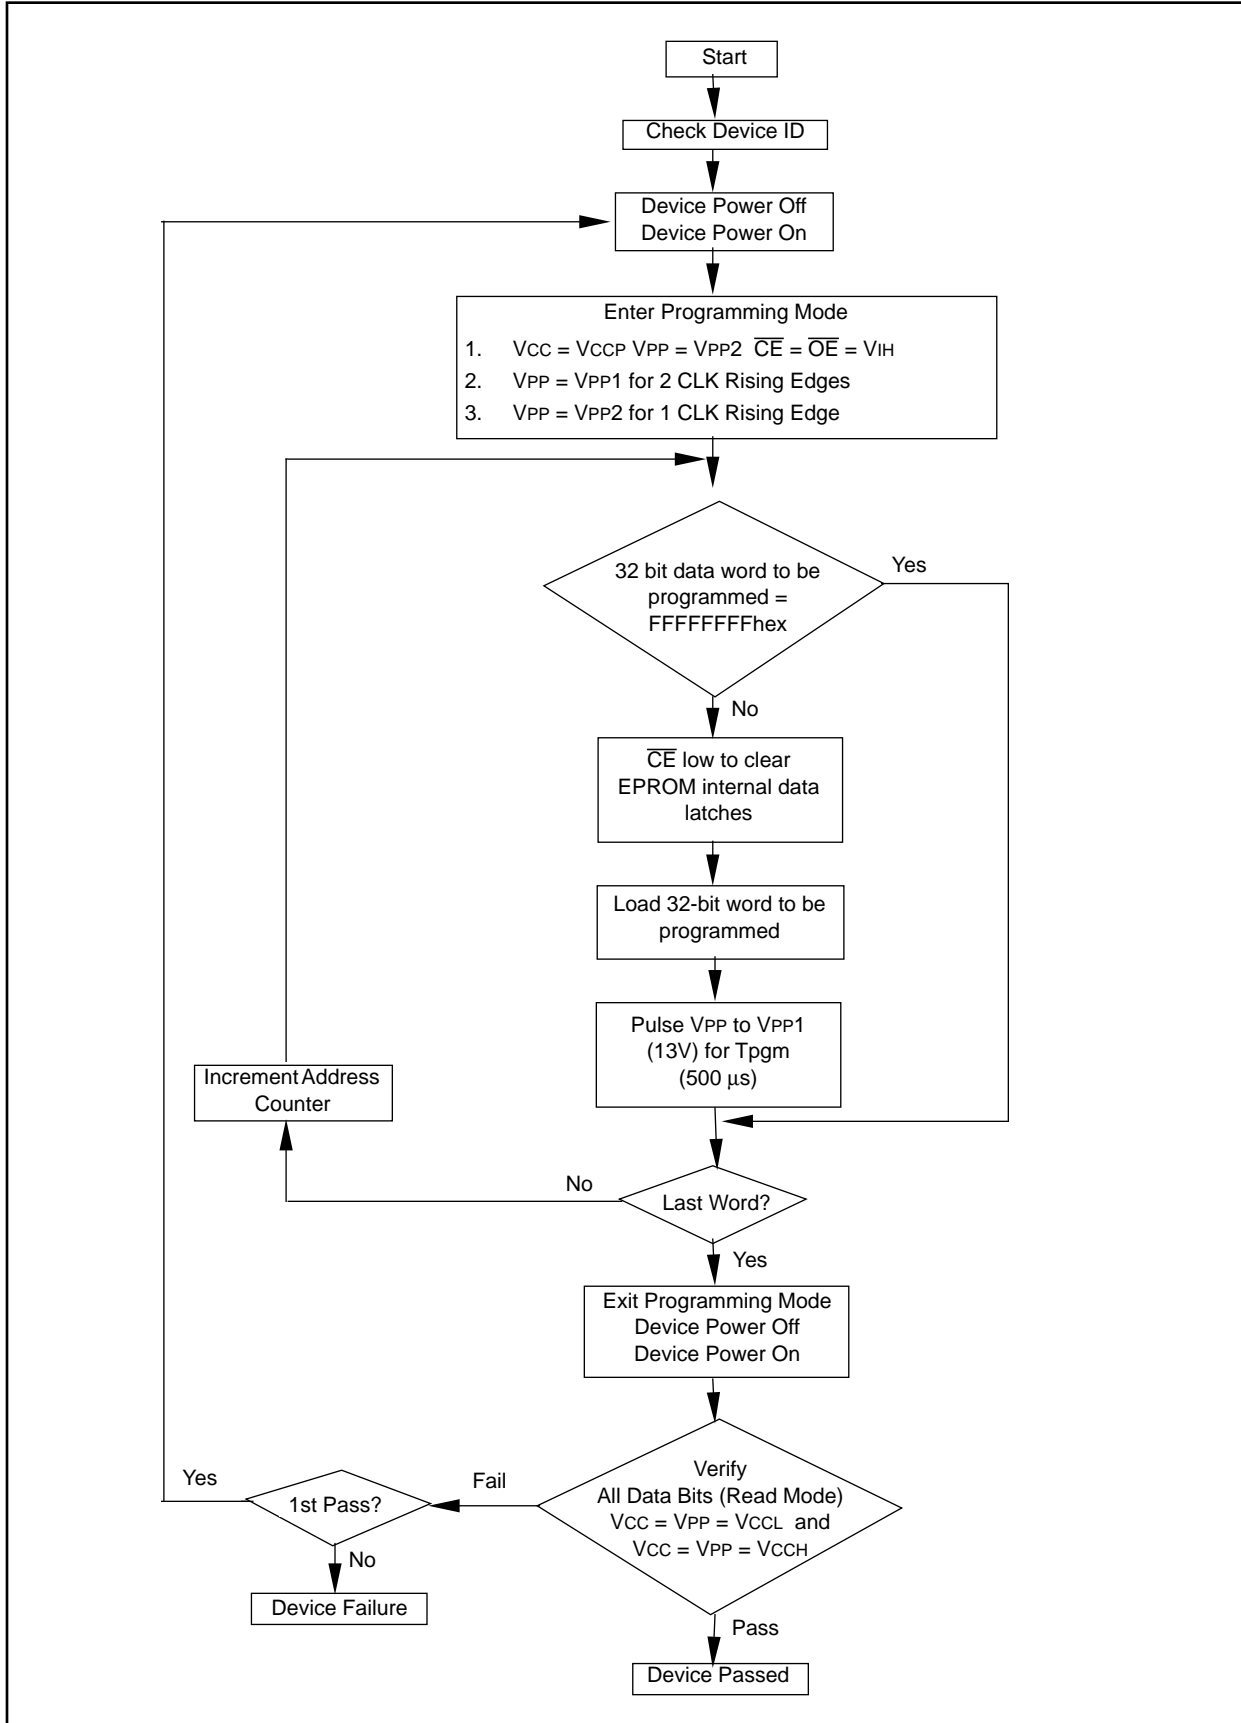 Start
Check Device ID
Device Power Off
Device Power On
Enter Programming Mode
1. VCC = VCCP VPP = VPP2 C̅E̅ = O̅E̅ = VIH
2. VPP = VPP1 for 2 CLK Rising Edges
3. VPP = VPP2 for 1 CLK Rising Edge
32 bit data word to be
programmed =
FFFFFFFFhex
Yes
No
C̅E̅ low to clear
EPROM internal data
latches
Load 32-bit word to be
programmed
Pulse VPP to VPP1
(13V) for Tpgm
(500 µs)
Increment Address
Counter
No
Last Word?
Yes
Exit Programming Mode
Device Power Off
Device Power On
Verify
All Data Bits (Read Mode)
VCC = VPP = VCCL and
VCC = VPP = VCCH
Fail
Yes
1st Pass?
No
Device Failure
Pass
Device Passed